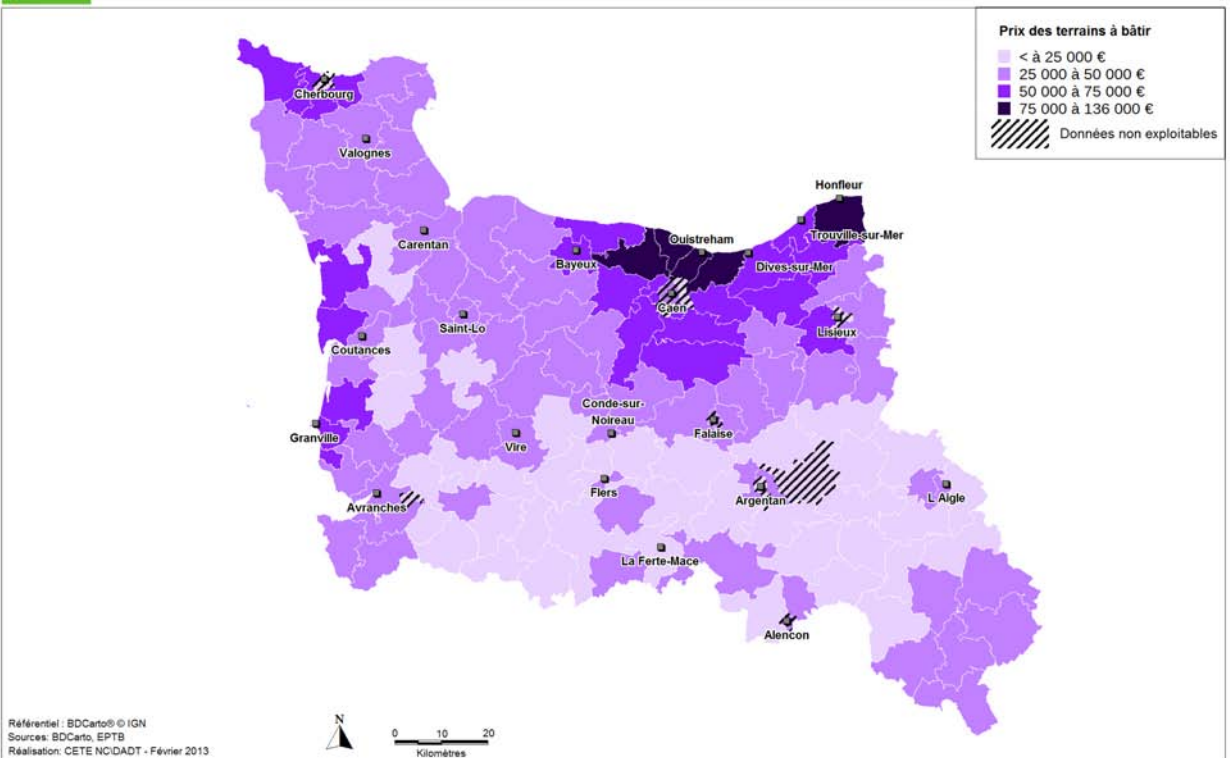 Prix des terrains à bâtir
< à 25 000 €
25 000 à 50 000 €
50 000 à 75 000 €
75 000 à 136 000 €
Données non exploitables
Cherbourg
Valognes
Honfleur
Trouville-sur-Mer
Ouistreham
Carentan
Bayeux
Dives-sur-Mer
Caen
Saint-Lo
Lisieux
Coutances
Conde-sur-
Noireau
Granville
Vire
Falaise
Flers
Argentan
L Aigle
Avranches
La Ferte-Mace
Alencon
Référentiel : BDCarto® © IGN
Sources: BDCarto, EPTB
Réalisation: CETE NC\DADT - Février 2013
N
0 10 20
Kilomètres